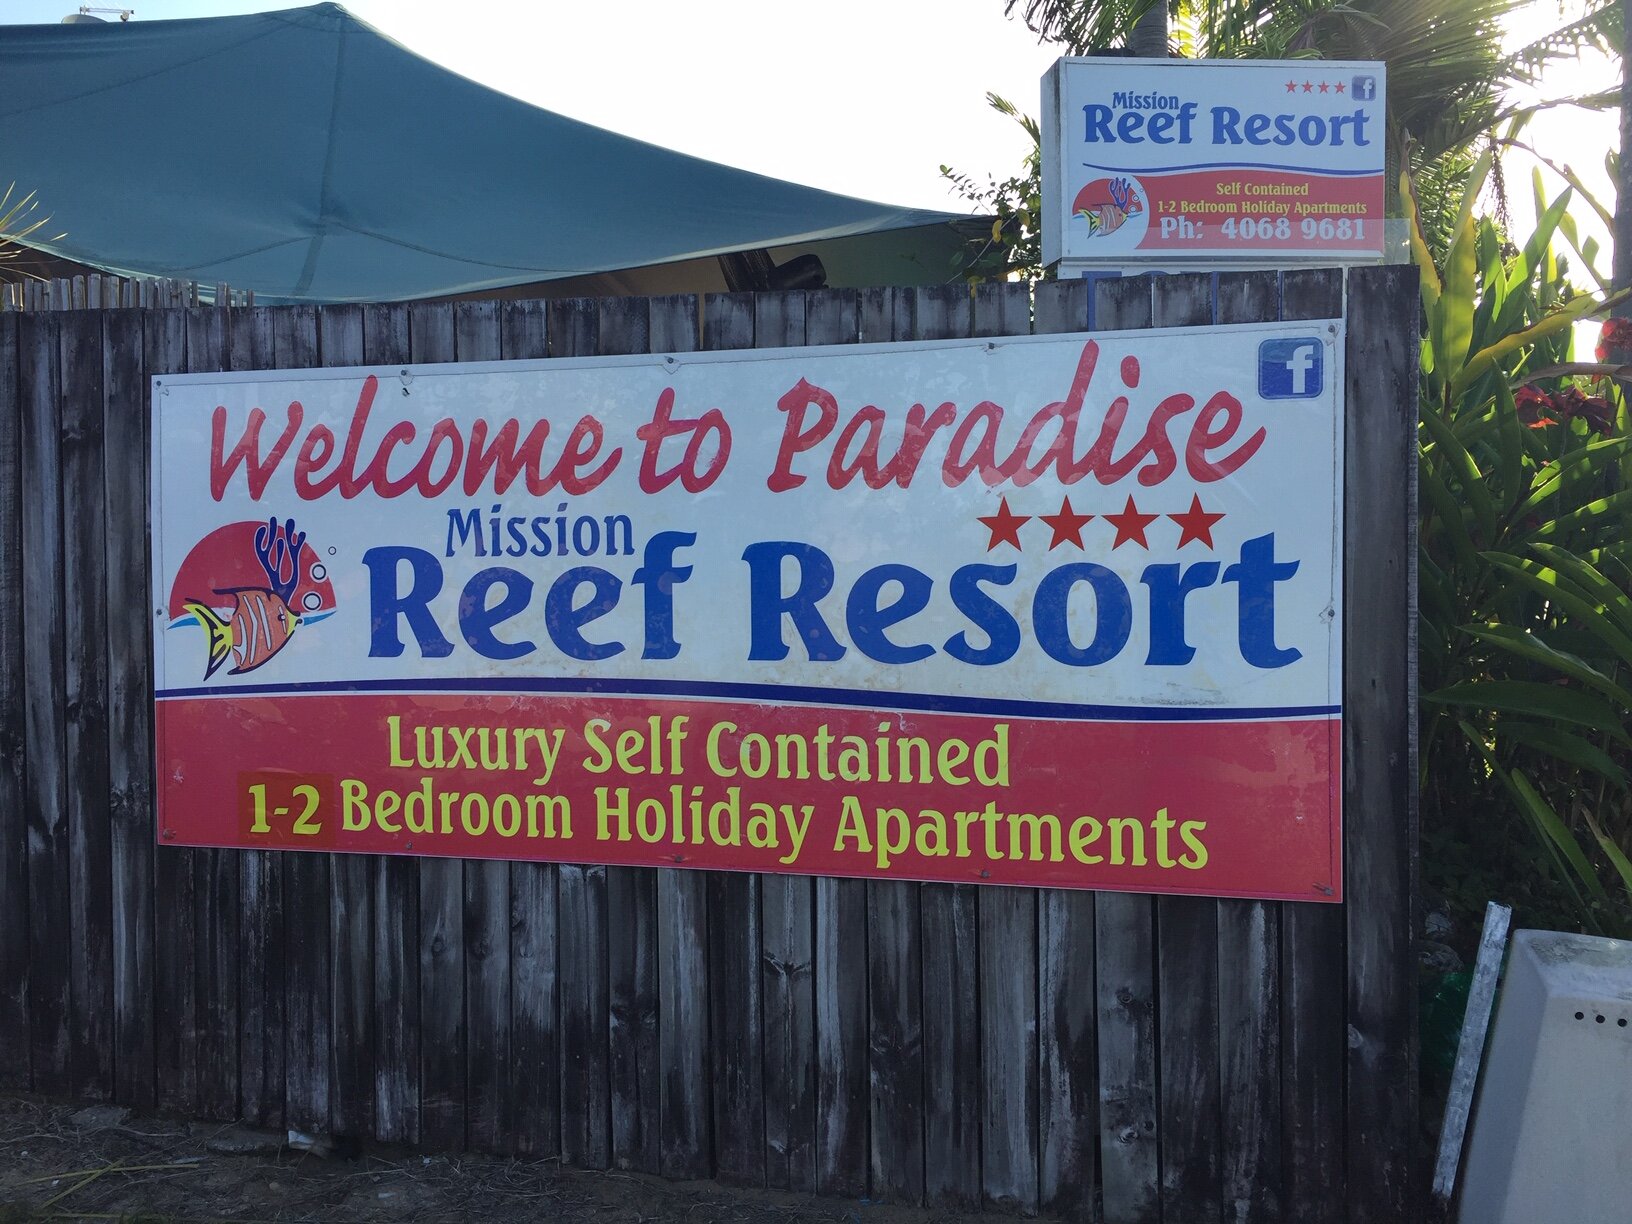 Mission
Reef Resort
f
Self Contained
1-2 Bedroom Holiday Apartments
Ph: 4068 9681
Welcome to Paradise
f
Mission
Reef Resort
Luxury Self Contained
1-2 Bedroom Holiday Apartments